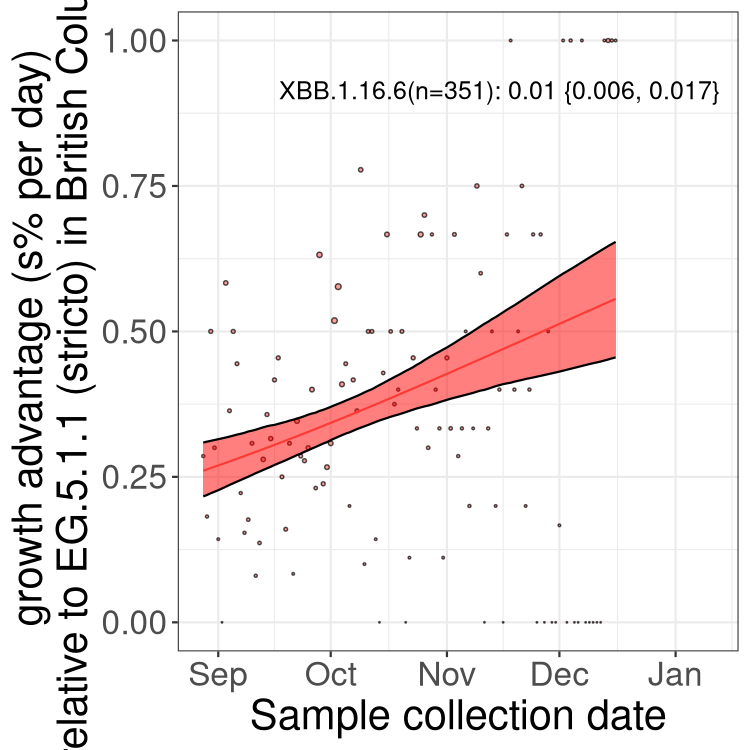 growth advantage (s% per day)
relative to EG.5.1.1 (stricto) in British
1.00
0.75
0.50
0.25
0.00
XBB.1.16.6(n=351): 0.01 {0.006, 0.017}
Sep Oct Nov Dec Jan
Sample collection date